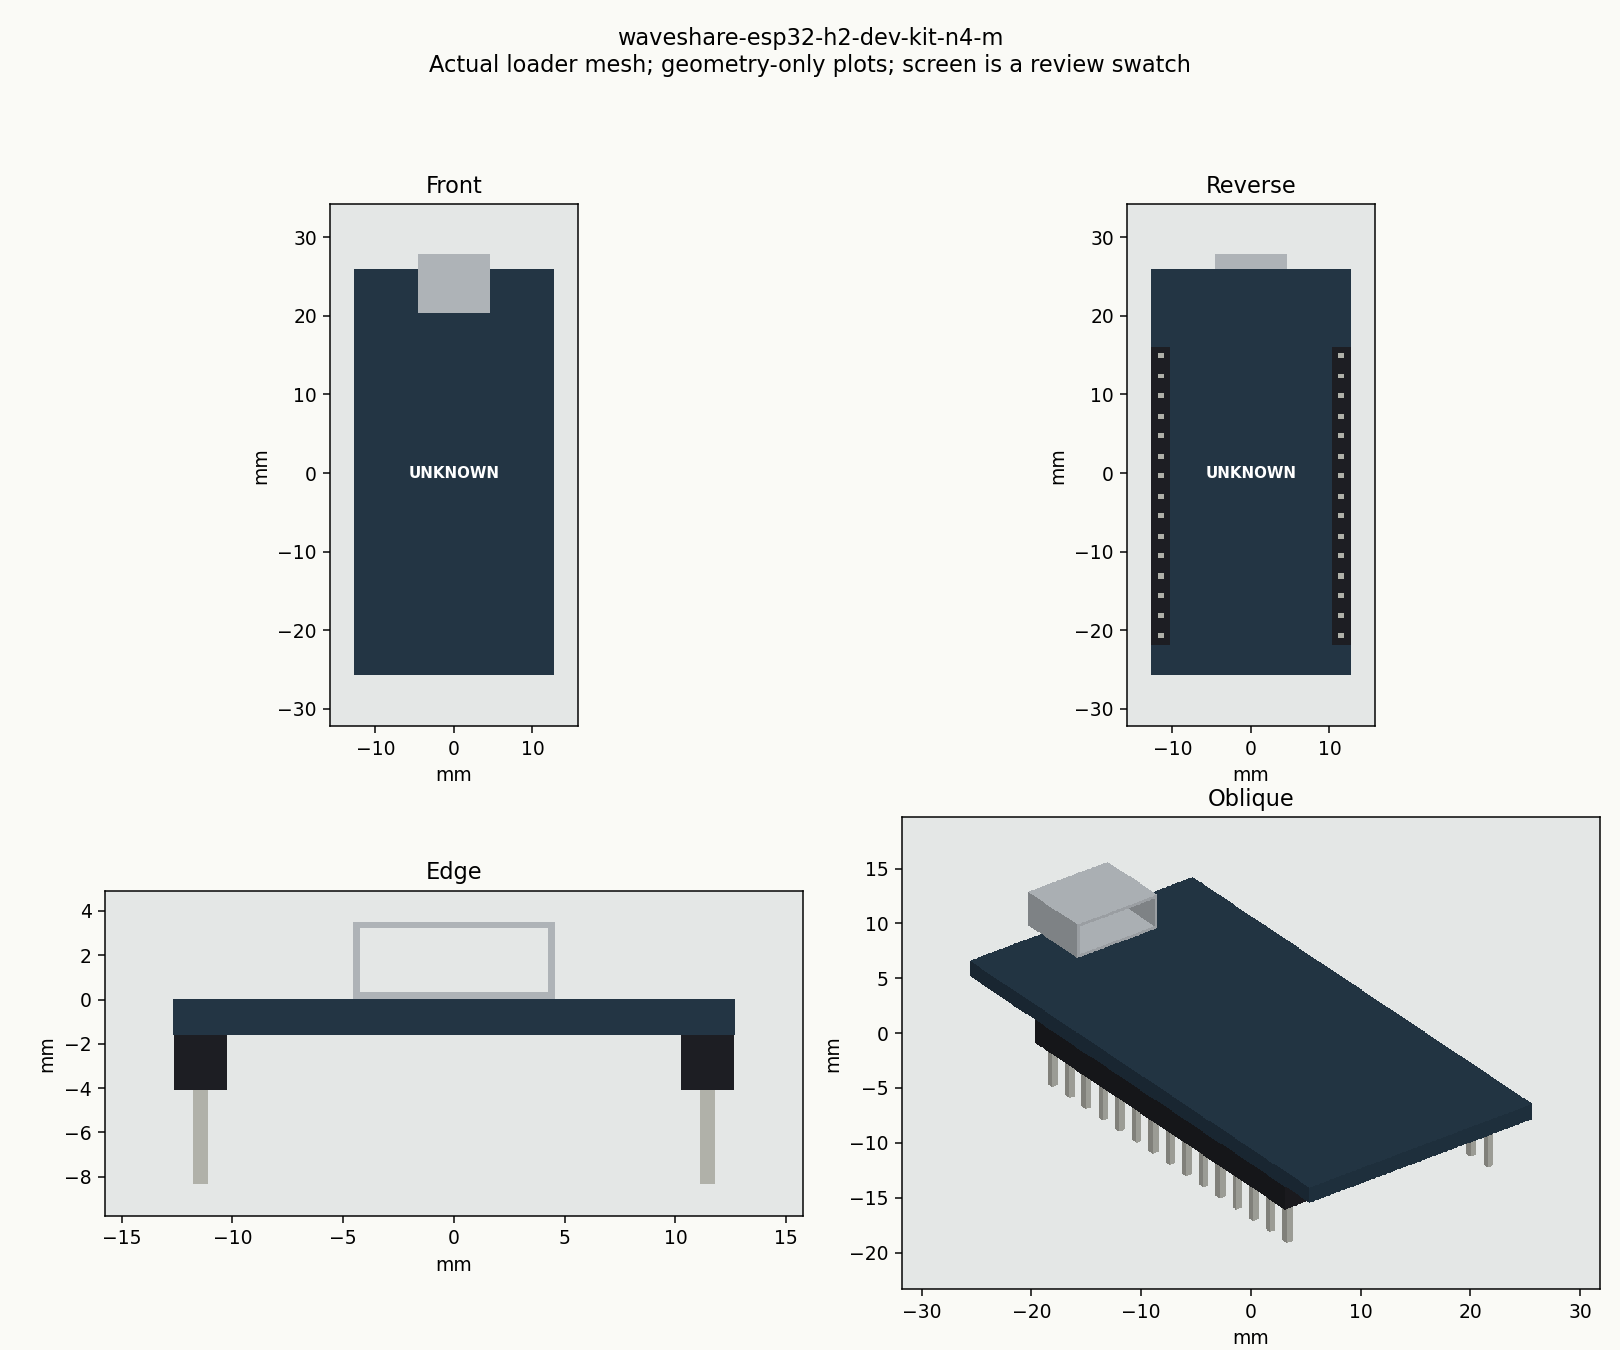 waveshare-esp32-h2-dev-kit-n4-m
Actual loader mesh; geometry-only plots; screen is a review swatch
Front
30
20
10
0
−10
−20
−30
mm
UNKNOWN
−10 0 10
mm
Reverse
30
20
10
0
−10
−20
−30
mm
UNKNOWN
−10 0 10
mm
Edge
4
2
0
−2
−4
−6
−8
mm
−15 −10 −5 0 5 10 15
mm
Oblique
15
10
5
0
−5
−10
−15
−20
mm
−30 −20 −10 0 10 20 30
mm